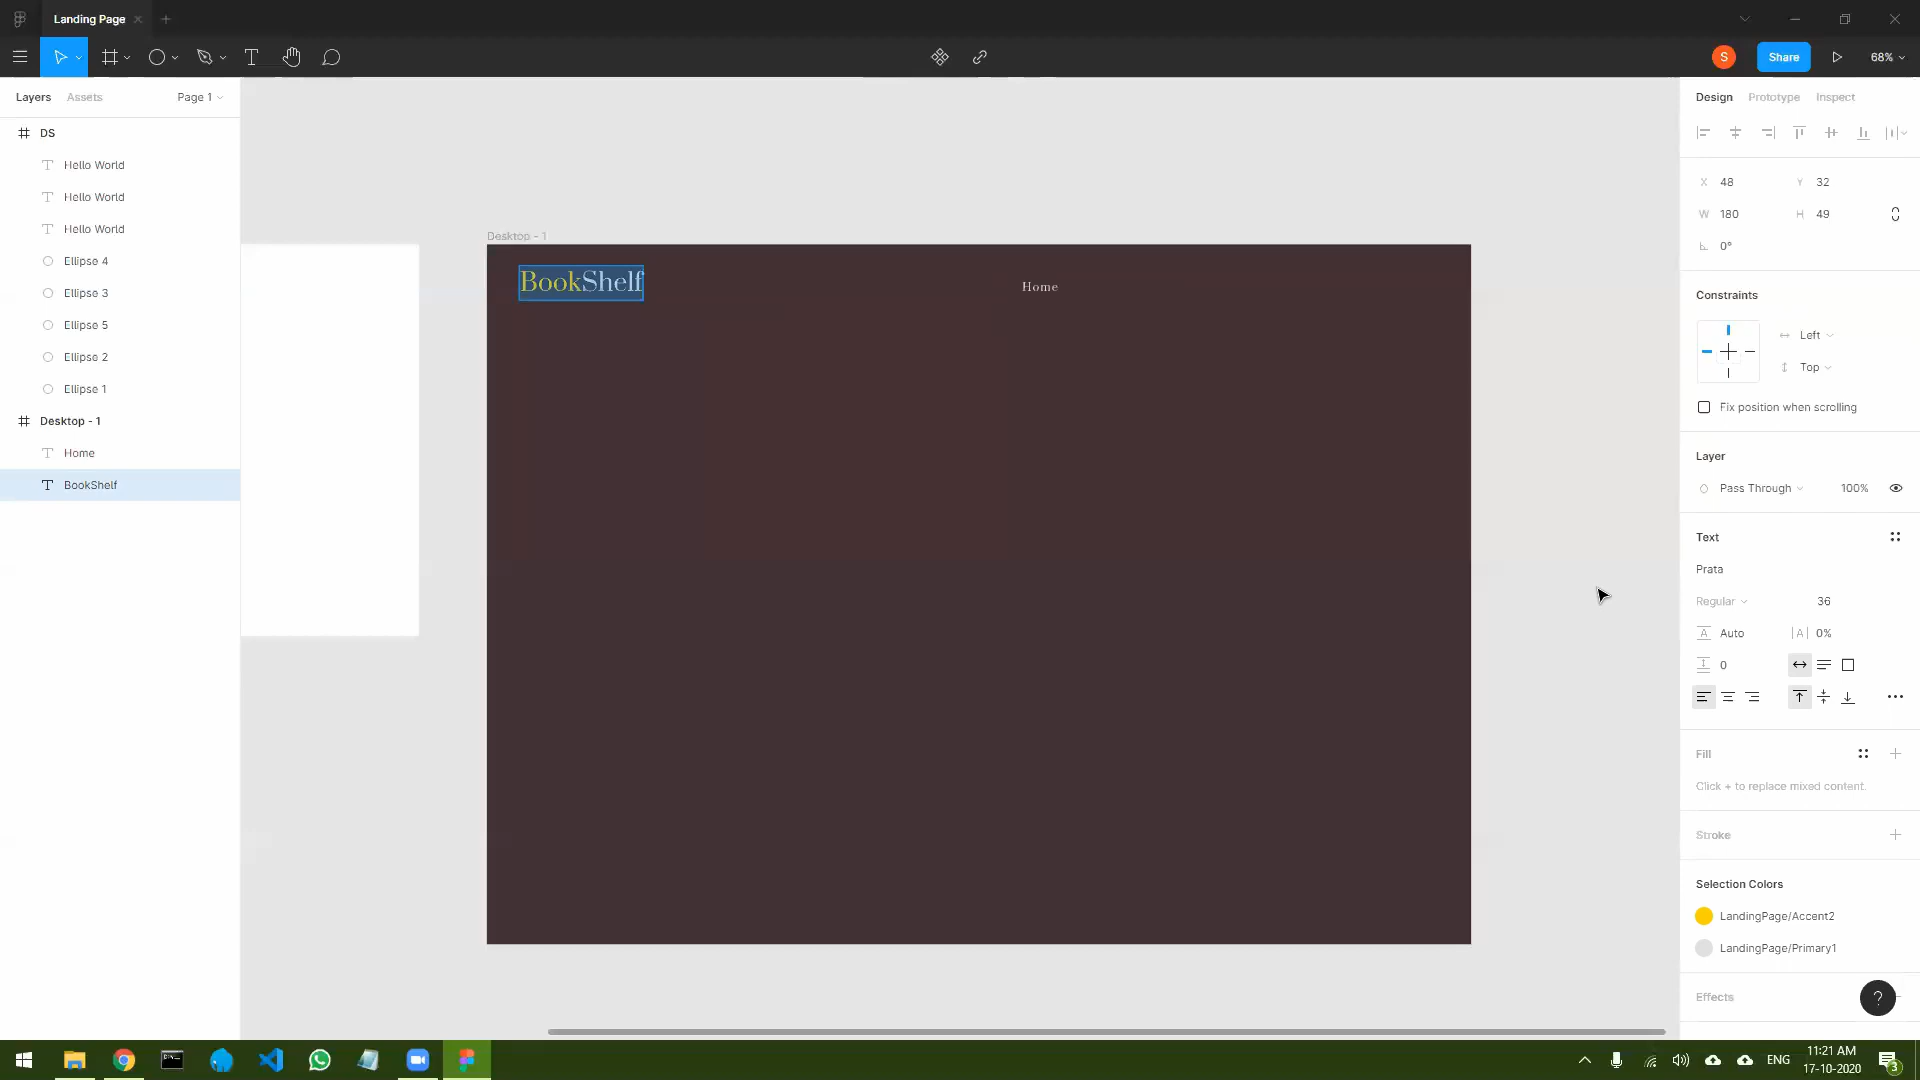 Landing Page
S
Share
68%
Layers
Assets
Page 1
Design
Prototype
Inspect
DS
Hello World
Hello World
Hello World
Ellipse 4
Ellipse 3
Ellipse 5
Ellipse 2
Ellipse 1
Desktop - 1
Home
BookShelf
Desktop - 1
BookShelf
Home
X 48
Y 32
W 180
H 49
0°
Constraints
Left
Top
Fix position when scrolling
Layer
Pass Through
100%
Text
Prata
Regular
36
A Auto
|A| 0%
0
Fill
Click + to replace mixed content.
Stroke
Selection Colors
LandingPage/Accent2
LandingPage/Primary1
Effects
?
ENG
11:21 AM
17-10-2020
3